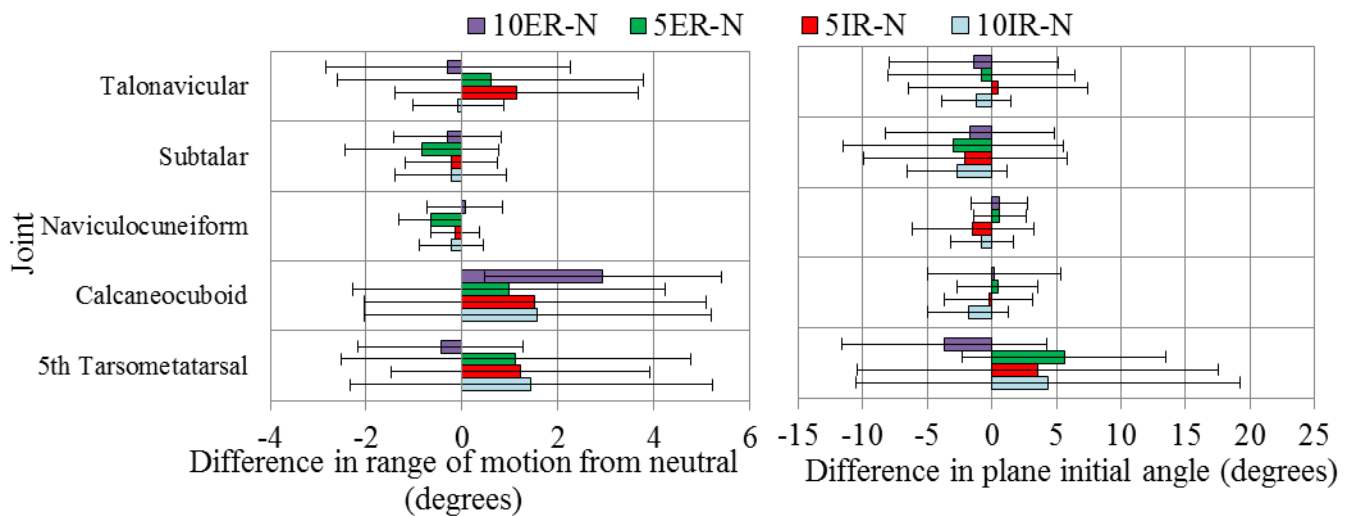 10ER-N 5ER-N 5IR-N 10IR-N
Joint
Talonavicular
Subtalar
Naviculocuneiform
Calcaneocuboid
5th Tarsometatarsal
-4 -2 0 2 4 6
Difference in range of motion from neutral
(degrees)
-15 -10 -5 0 5 10 15 20 25
Difference in plane initial angle (degrees)